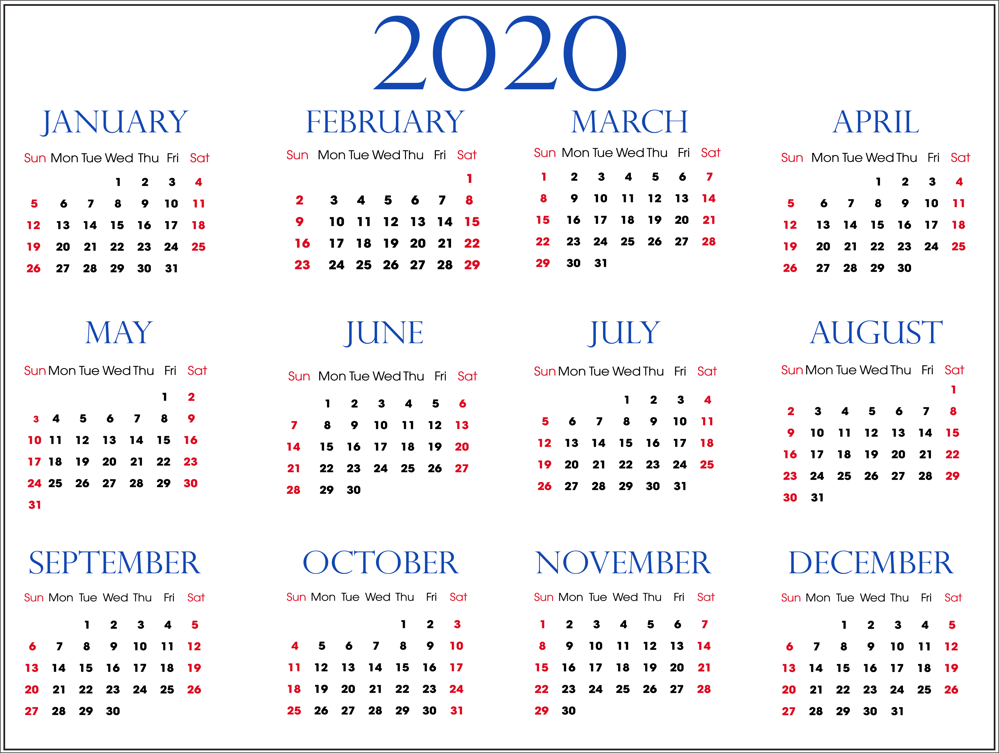 2020
JANUARY
Sun Mon Tue Wed Thu Fri Sat
1 2 3 4
5 6 7 8 9 10 11
12 13 14 15 16 17 18
19 20 21 22 23 24 25
26 27 28 29 30 31
FEBRUARY
Sun Mon Tue Wed Thu Fri Sat
1
2 3 4 5 6 7 8
9 10 11 12 13 14 15
16 17 18 19 20 21 22
23 24 25 26 27 28 29
MARCH
Sun Mon Tue Wed Thu Fri Sat
1 2 3 4 5 6 7
8 9 10 11 12 13 14
15 16 17 18 19 20 21
22 23 24 25 26 27 28
29 30 31
APRIL
Sun Mon Tue Wed Thu Fri Sat
1 2 3 4
5 6 7 8 9 10 11
12 13 14 15 16 17 18
19 20 21 22 23 24 25
26 27 28 29 30
MAY
Sun Mon Tue Wed Thu Fri Sat
1 2
3 4 5 6 7 8 9
10 11 12 13 14 15 16
17 18 19 20 21 22 23
24 25 26 27 28 29 30
31
JUNE
Sun Mon Tue Wed Thu Fri Sat
1 2 3 4 5 6
7 8 9 10 11 12 13
14 15 16 17 18 19 20
21 22 23 24 25 26 27
28 29 30
JULY
Sun Mon Tue Wed Thu Fri Sat
1 2 3 4
5 6 7 8 9 10 11
12 13 14 15 16 17 18
19 20 21 22 23 24 25
26 27 28 29 30 31
AUGUST
Sun Mon Tue Wed Thu Fri Sat
1
2 3 4 5 6 7 8
9 10 11 12 13 14 15
16 17 18 19 20 21 22
23 24 25 26 27 28 29
30 31
SEPTEMBER
Sun Mon Tue Wed Thu Fri Sat
1 2 3 4 5
6 7 8 9 10 11 12
13 14 15 16 17 18 19
20 21 22 23 24 25 26
27 28 29 30
OCTOBER
Sun Mon Tue Wed Thu Fri Sat
1 2 3
4 5 6 7 8 9 10
11 12 13 14 15 16 17
18 19 20 21 22 23 24
25 26 27 28 29 30 31
NOVEMBER
Sun Mon Tue Wed Thu Fri Sat
1 2 3 4 5 6 7
8 9 10 11 12 13 14
15 16 17 18 19 20 21
22 23 24 25 26 27 28
29 30
DECEMBER
Sun Mon Tue Wed Thu Fri Sat
1 2 3 4 5
6 7 8 9 10 11 12
13 14 15 16 17 18 19
20 21 22 23 24 25 26
27 28 29 30 31